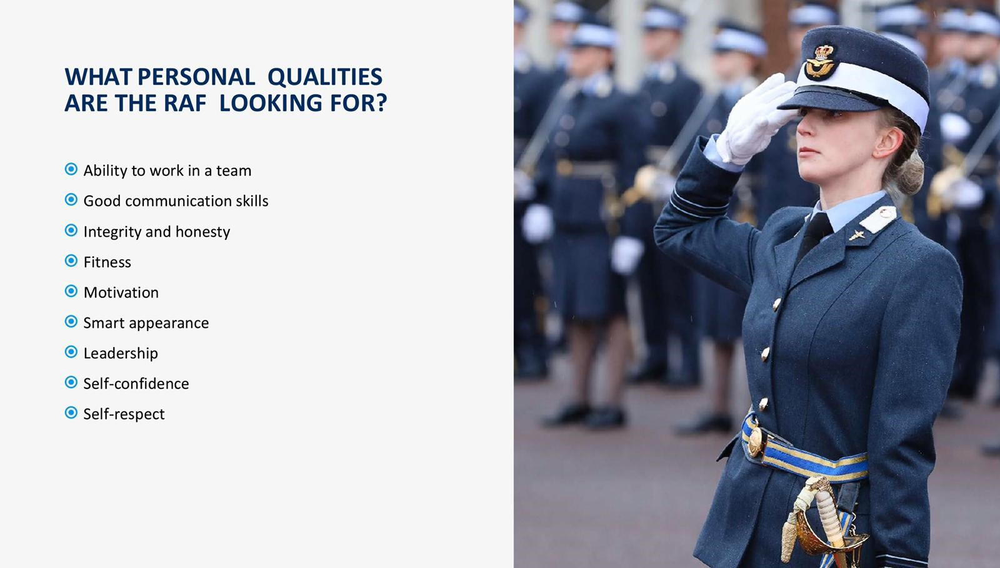 WHAT PERSONAL QUALITIES
ARE THE RAF LOOKING FOR?
Ability to work in a team
Good communication skills
Integrity and honesty
Fitness
Motivation
Smart appearance
Leadership
Self-confidence
Self-respect